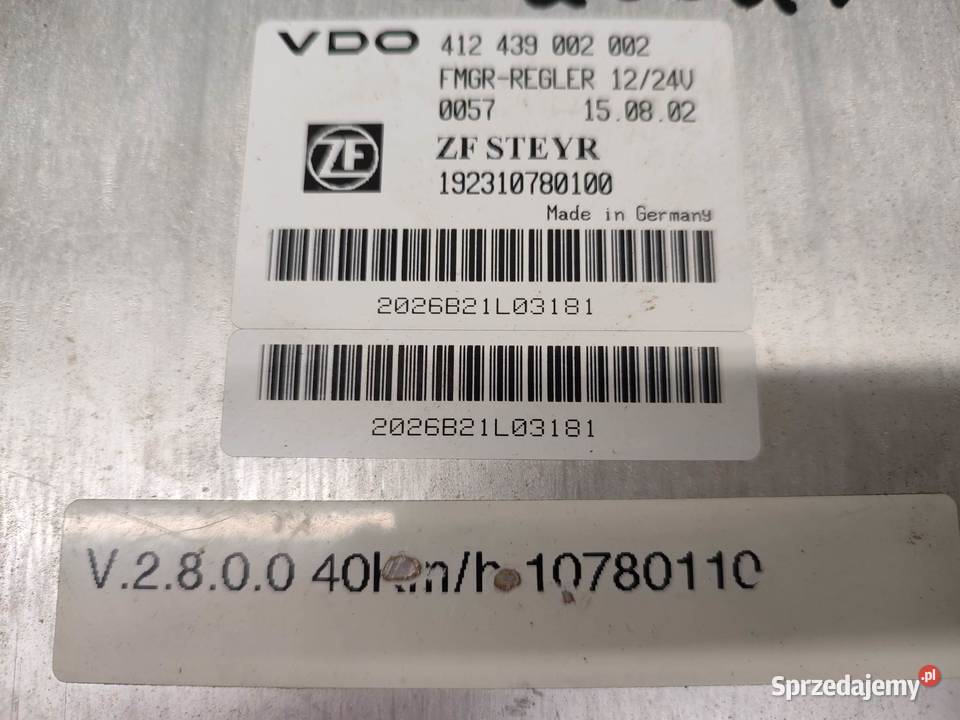 VDO 412 439 002 002
FMGR-REGLER 12/24V
0057 15.08.02
ZF ZF STEYR
192310780100
Made in Germany
2026B21L03181
2026B21L03181
V.2.8.0.0 40km/h 10780110
Sprzedajemy.pl